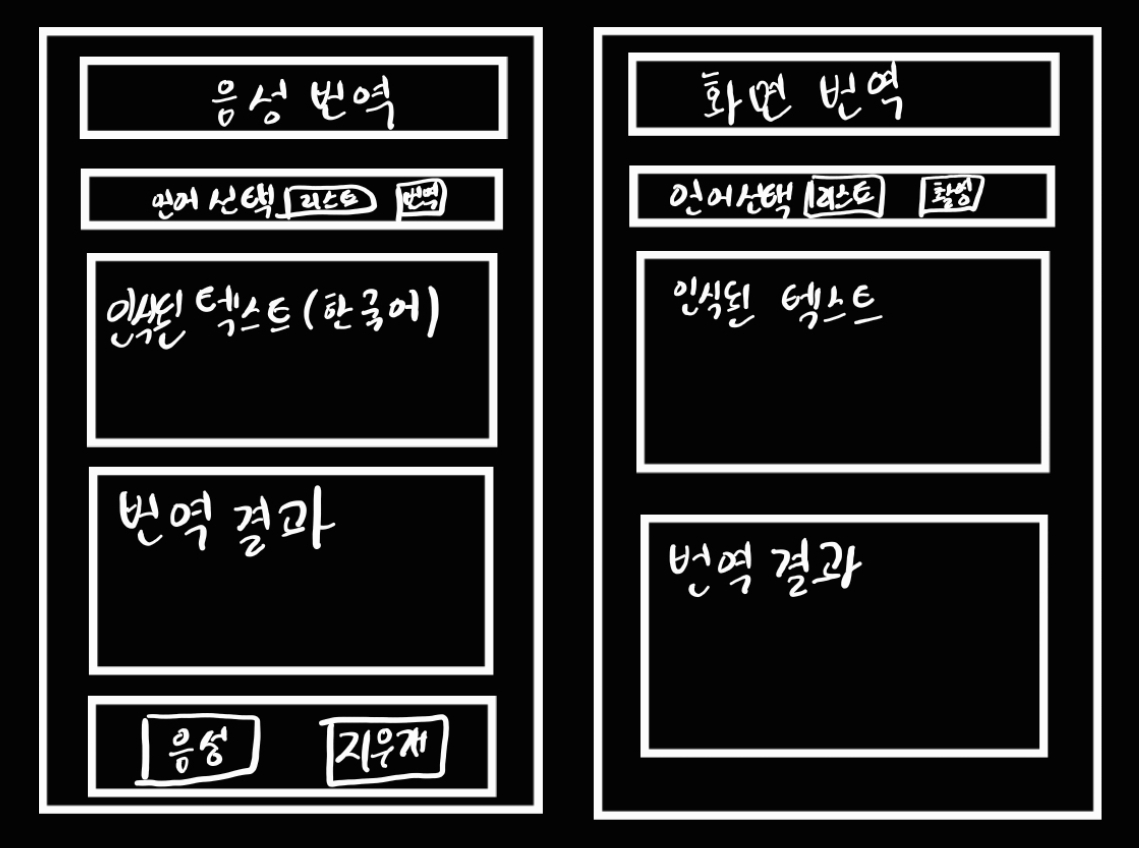 음성 번역
언어 선택 리스트 번역
인식된 텍스트(한국어)
번역 결과
음성 지우개
화면 번역
언어선택 리스트 촬영
인식된 텍스트
번역 결과